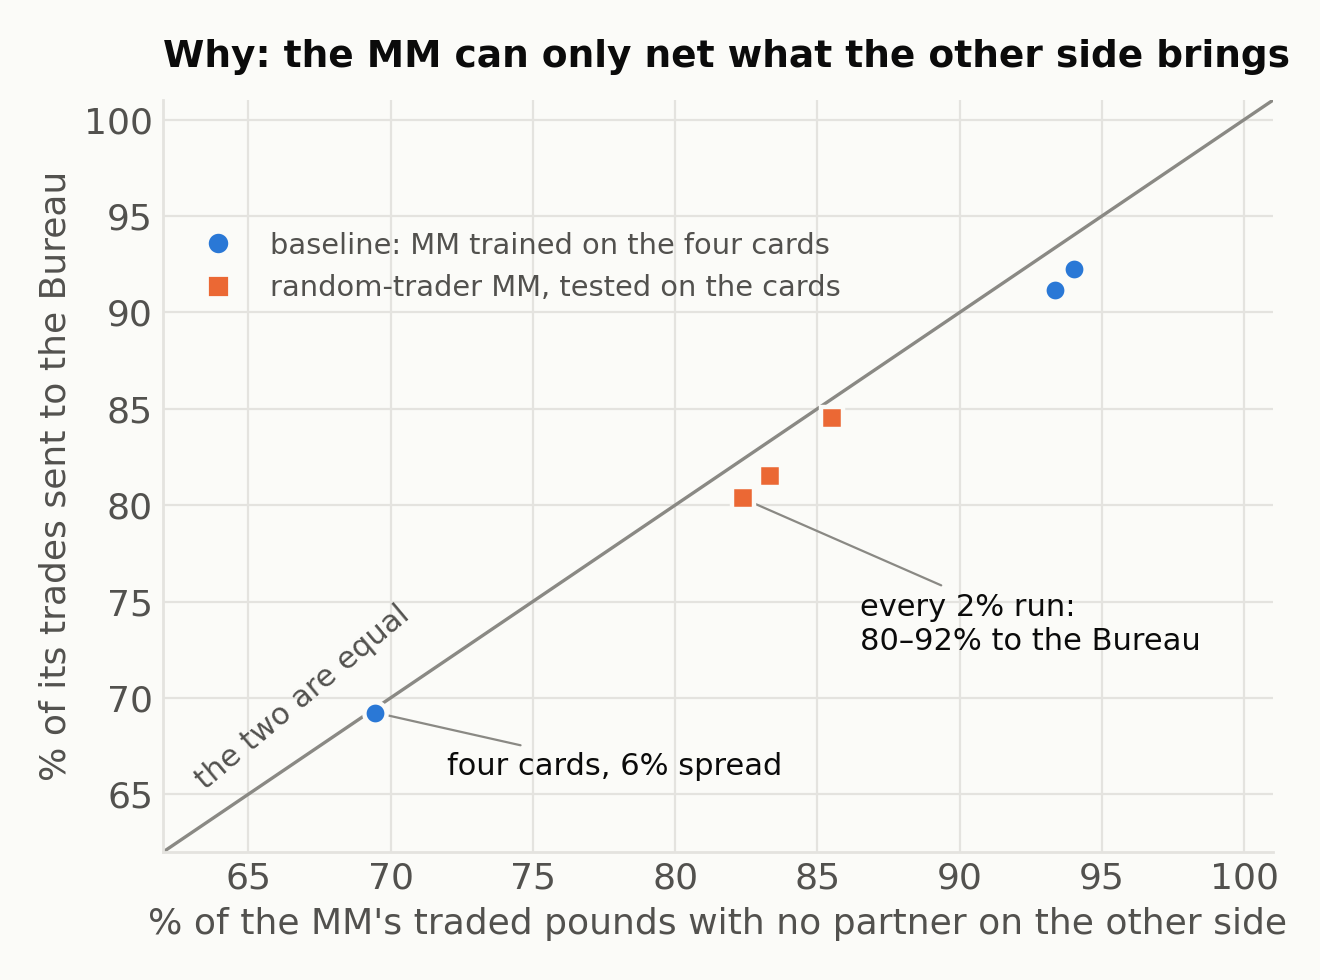 Why: the MM can only net what the other side brings
% of its trades sent to the Bureau
100
95
90
85
80
75
70
65
baseline: MM trained on the four cards
random-trader MM, tested on the cards
every 2% run:
80–92% to the Bureau
the two are equal
four cards, 6% spread
65 70 75 80 85 90 95 100
% of the MM's traded pounds with no partner on the other side